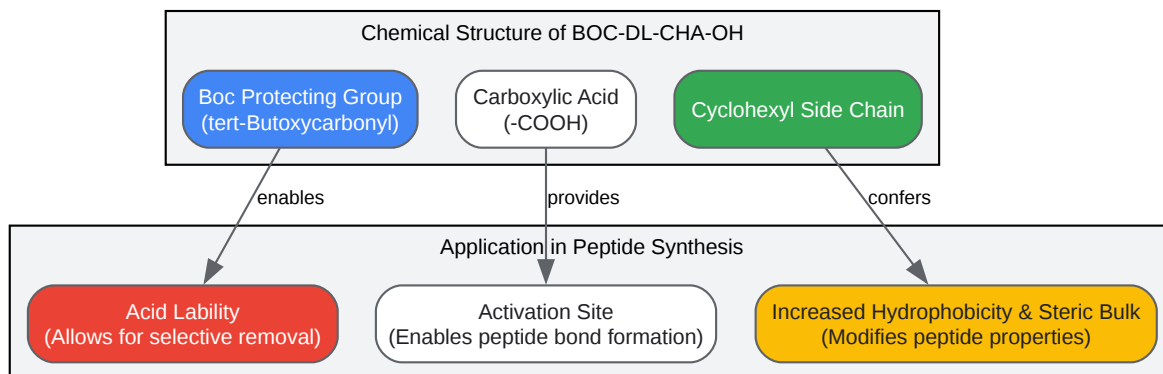 Chemical Structure of BOC-DL-CHA-OH
Boc Protecting Group
(tert-Butoxycarbonyl)
Carboxylic Acid
(-COOH)
Cyclohexyl Side Chain
enables
provides
confers
Application in Peptide Synthesis
Acid Lability
(Allows for selective removal)
Activation Site
(Enables peptide bond formation)
Increased Hydrophobicity & Steric Bulk
(Modifies peptide properties)